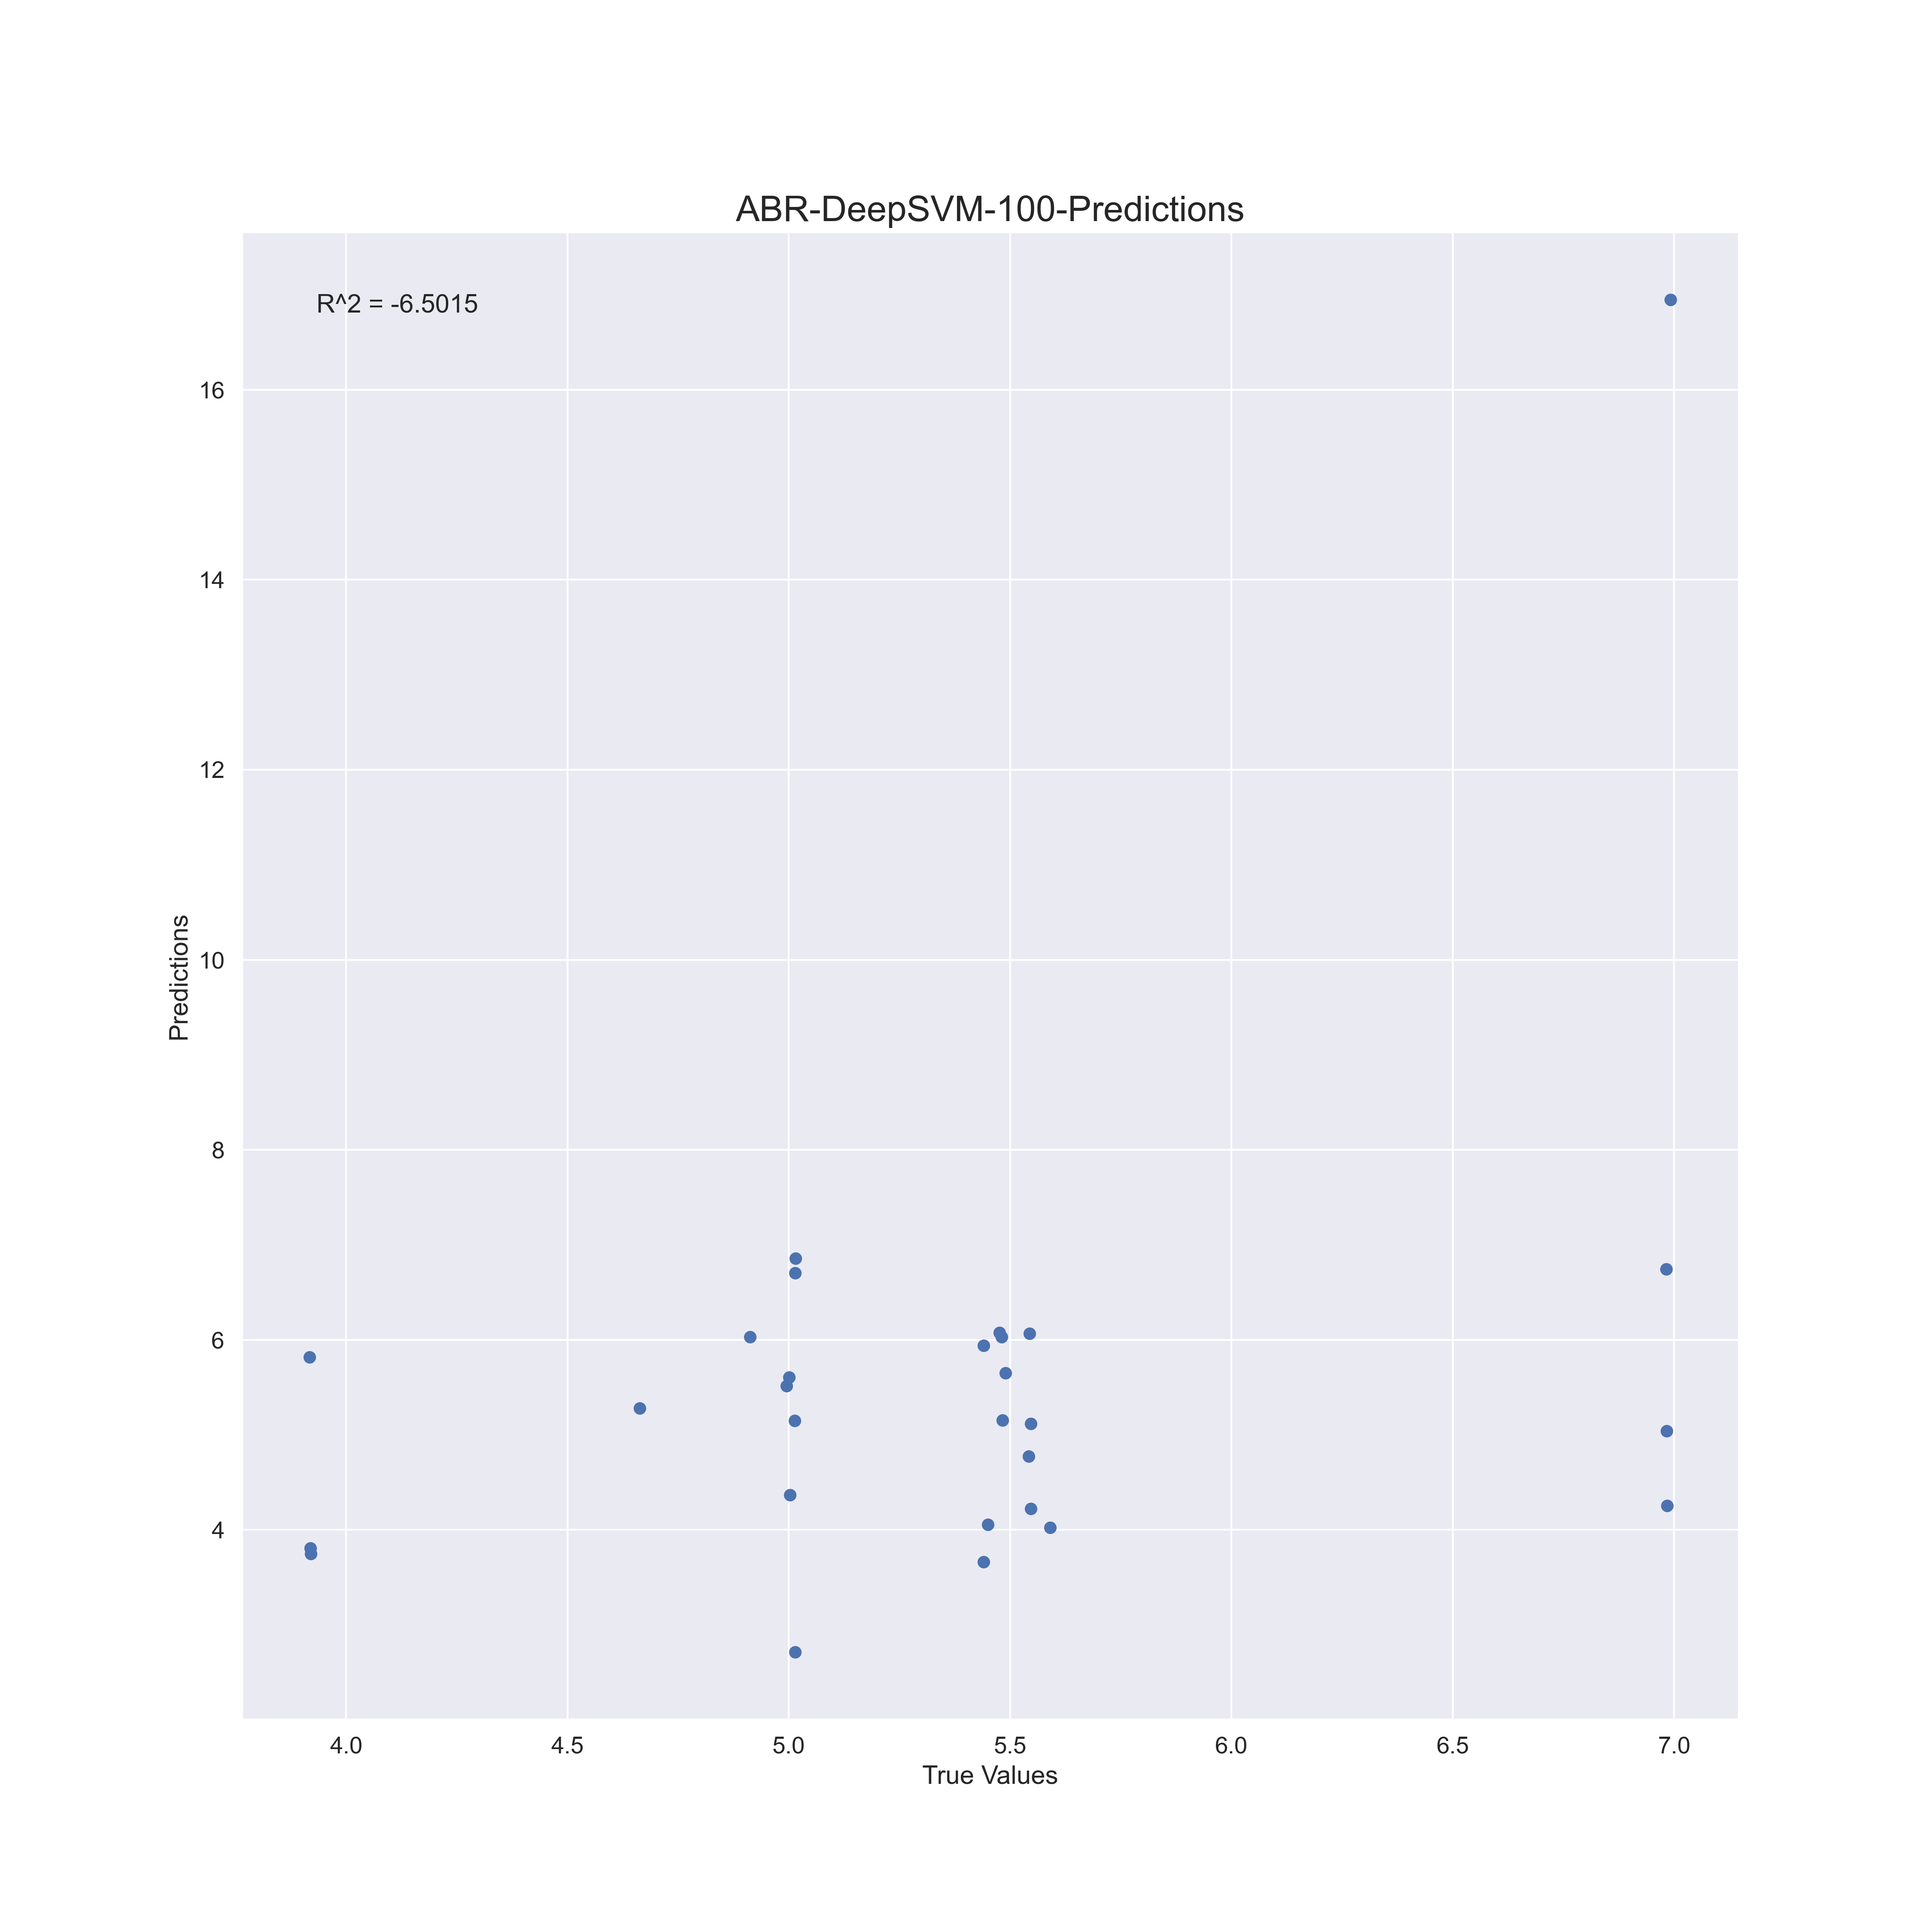 ABR-DeepSVM-100-Predictions
R^2 = -6.5015
16
14
12
10
8
6
4
Predictions
4.0 4.5 5.0 5.5 6.0 6.5 7.0
True Values